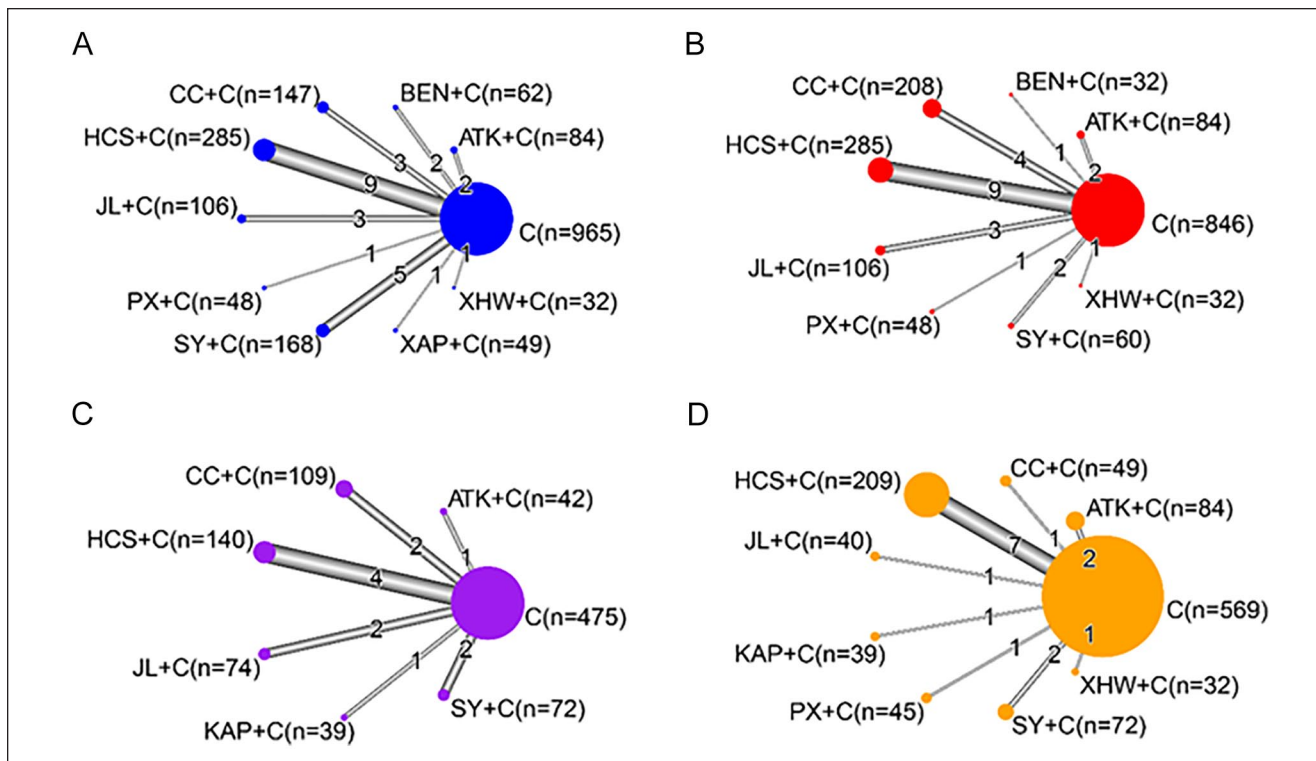 A
CC+C(n=147)
BEN+C(n=62)
HCS+C(n=285)
ATK+C(n=84)
3
2
2
9
JL+C(n=106)
3
C(n=965)
1
5
1
1
PX+C(n=48)
XHW+C(n=32)
SY+C(n=168)
XAP+C(n=49)
B
BEN+C(n=32)
CC+C(n=208)
ATK+C(n=84)
HCS+C(n=285)
1
4
2
9
C(n=846)
3
JL+C(n=106)
1
2
1
XHW+C(n=32)
PX+C(n=48)
SY+C(n=60)
C
CC+C(n=109)
ATK+C(n=42)
HCS+C(n=140)
2
1
4
C(n=475)
2
JL+C(n=74)
1
2
SY+C(n=72)
KAP+C(n=39)
D
CC+C(n=49)
HCS+C(n=209)
ATK+C(n=84)
JL+C(n=40)
7
1
2
1
C(n=569)
1
KAP+C(n=39)
1
2
1
XHW+C(n=32)
PX+C(n=45)
SY+C(n=72)